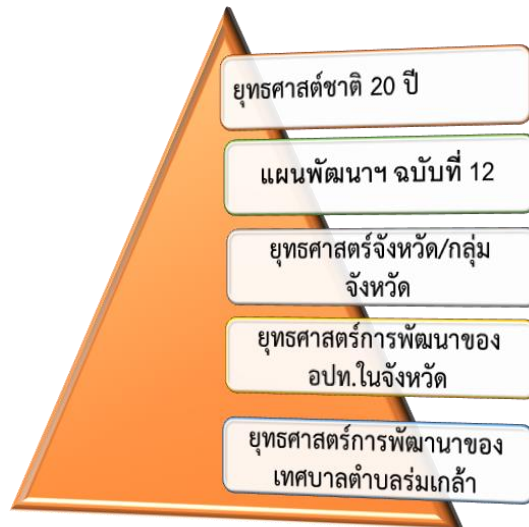 ยุทธศาสต์ชาติ 20 ปี
แผนพัฒนาฯ ฉบับที่ 12
ยุทธศาสตร์จังหวัด/กลุ่ม
จังหวัด
ยุทธศาสตร์การพัฒนาของ
อปท.ในจังหวัด
ยุทธศาสตร์การพัฒานาของ
เทศบาลตำบลร่มเกล้า